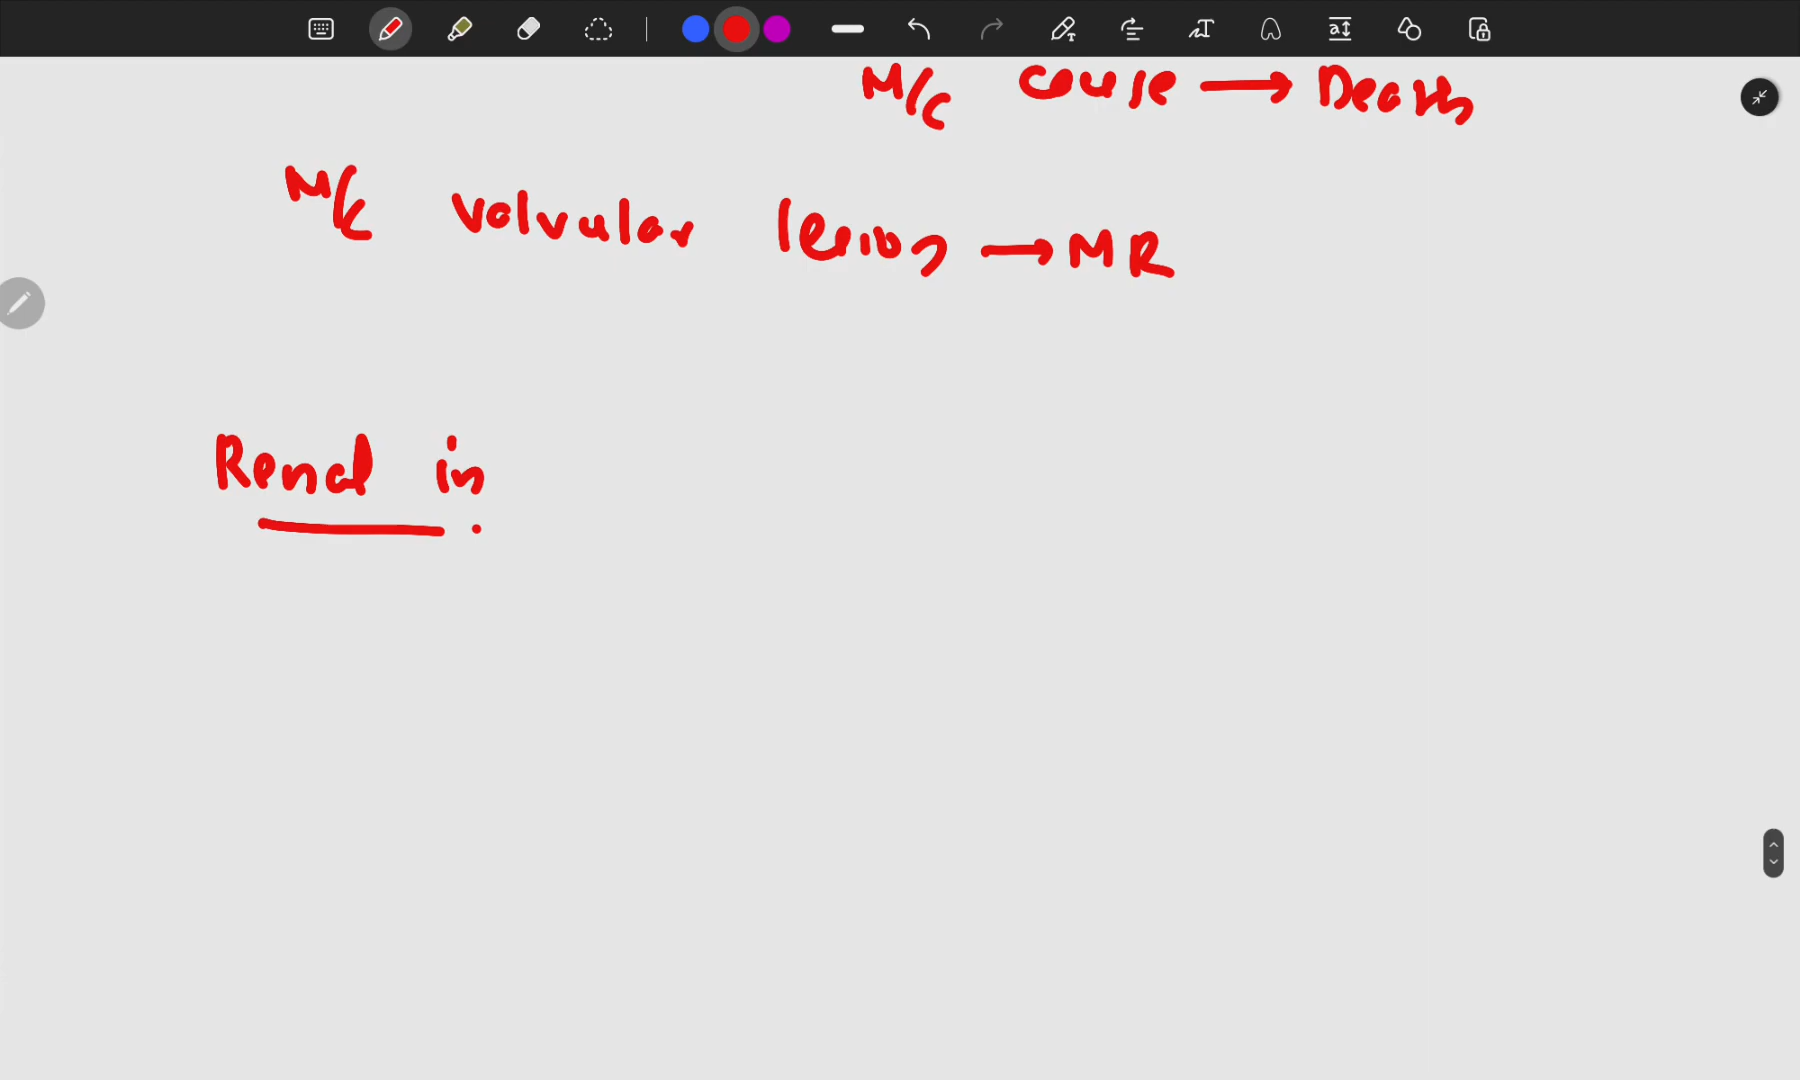 M/C cause → Death
M/C valvular lesion → MR
Renal in